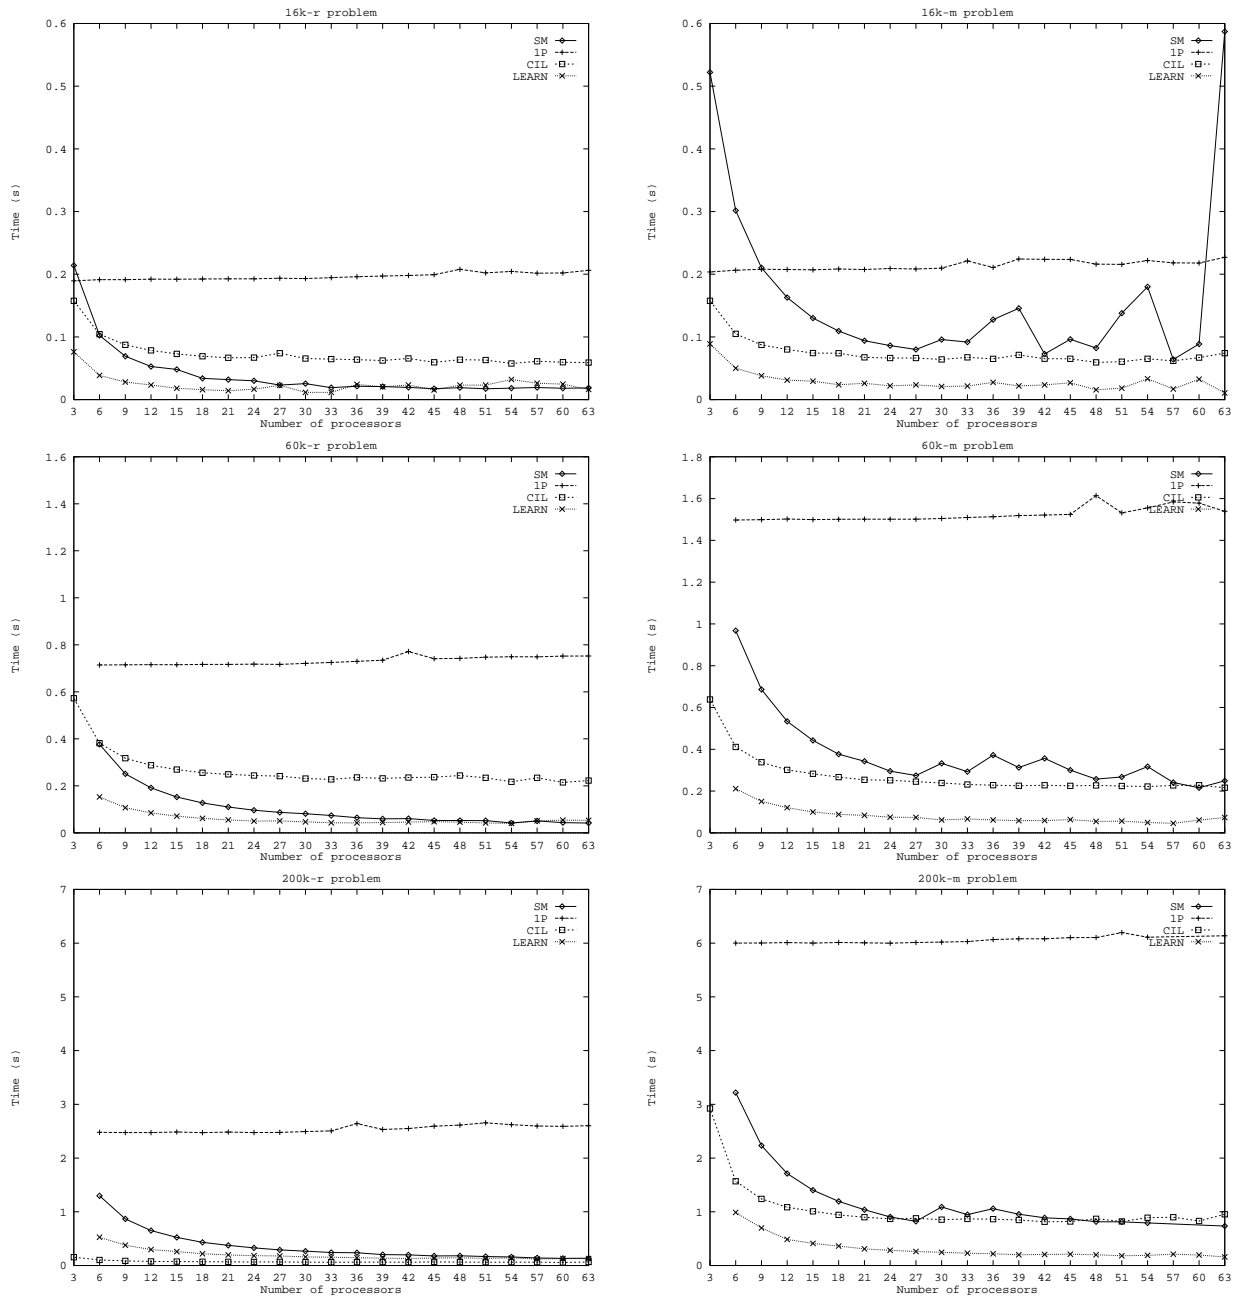 16k-r problem
0.6
0.5
0.4
0.3
0.2
0.1
0
Time (s)
SM
1P
CIL
LEARN
3 6 9 12 15 18 21 24 27 30 33 36 39 42 45 48 51 54 57 60 63
Number of processors
16k-m problem
0.6
0.5
0.4
0.3
0.2
0.1
0
Time (s)
SM
1P
CIL
LEARN
3 6 9 12 15 18 21 24 27 30 33 36 39 42 45 48 51 54 57 60 63
Number of processors
60k-r problem
1.6
1.4
1.2
1
0.8
0.6
0.4
0.2
0
Time (s)
SM
1P
CIL
LEARN
3 6 9 12 15 18 21 24 27 30 33 36 39 42 45 48 51 54 57 60 63
Number of processors
60k-m problem
1.8
1.6
1.4
1.2
1
0.8
0.6
0.4
0.2
0
Time (s)
SM
1P
CIL
LEARN
3 6 9 12 15 18 21 24 27 30 33 36 39 42 45 48 51 54 57 60 63
Number of processors
200k-r problem
7
6
5
4
3
2
1
0
Time (s)
SM
1P
CIL
LEARN
3 6 9 12 15 18 21 24 27 30 33 36 39 42 45 48 51 54 57 60 63
Number of processors
200k-m problem
7
6
5
4
3
2
1
0
Time (s)
SM
1P
CIL
LEARN
3 6 9 12 15 18 21 24 27 30 33 36 39 42 45 48 51 54 57 60 63
Number of processors